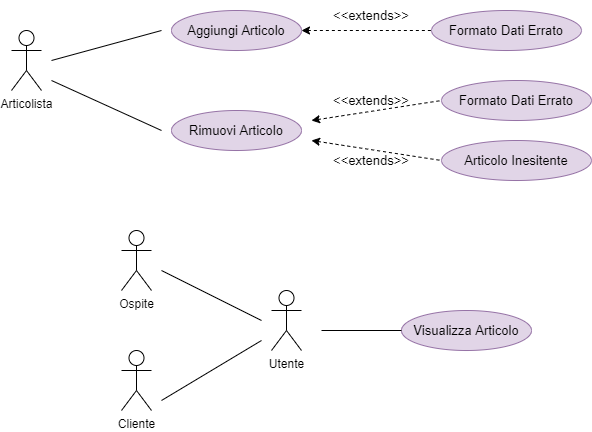 <<extends>>
Aggiungi Articolo
Formato Dati Errato
Articolista
<<extends>>
Formato Dati Errato
Rimuovi Articolo
<<extends>>
Articolo Inesitente
Ospite
Utente
Visualizza Articolo
Cliente